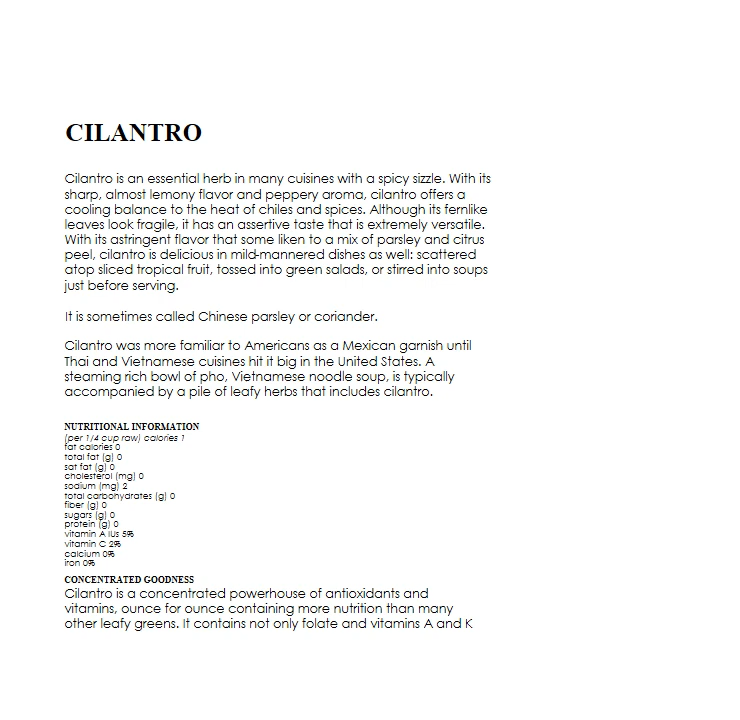 CILANTRO
Cilantro is an essential herb in many cuisines with a spicy sizzle. With its
sharp, almost lemony flavor and peppery aroma, cilantro offers a
cooling balance to the heat of chiles and spices. Although its fernlike
leaves look fragile, it has an assertive taste that is extremely versatile.
With its astringent flavor that some liken to a mix of parsley and citrus
peel, cilantro is delicious in mild-mannered dishes as well: scattered
atop sliced tropical fruit, tossed into green salads, or stirred into soups
just before serving.
It is sometimes called Chinese parsley or coriander.
Cilantro was more familiar to Americans as a Mexican garnish until
Thai and Vietnamese cuisines hit it big in the United States. A
steaming rich bowl of pho, Vietnamese noodle soup, is typically
accompanied by a pile of leafy herbs that includes cilantro.
NUTRITIONAL INFORMATION
(per 1/4 cup raw) calories 1
fat calories 0
total fat (g) 0
sat fat (g) 0
cholesterol (mg) 0
sodium (mg) 2
total carbohydrates (g) 0
fiber (g) 0
sugars (g) 0
protein (g) 0
vitamin A IUs 5%
vitamin C 2%
calcium 0%
iron 0%
CONCENTRATED GOODNESS
Cilantro is a concentrated powerhouse of antioxidants and
vitamins, ounce for ounce containing more nutrition than many
other leafy greens. It contains not only folate and vitamins A and K